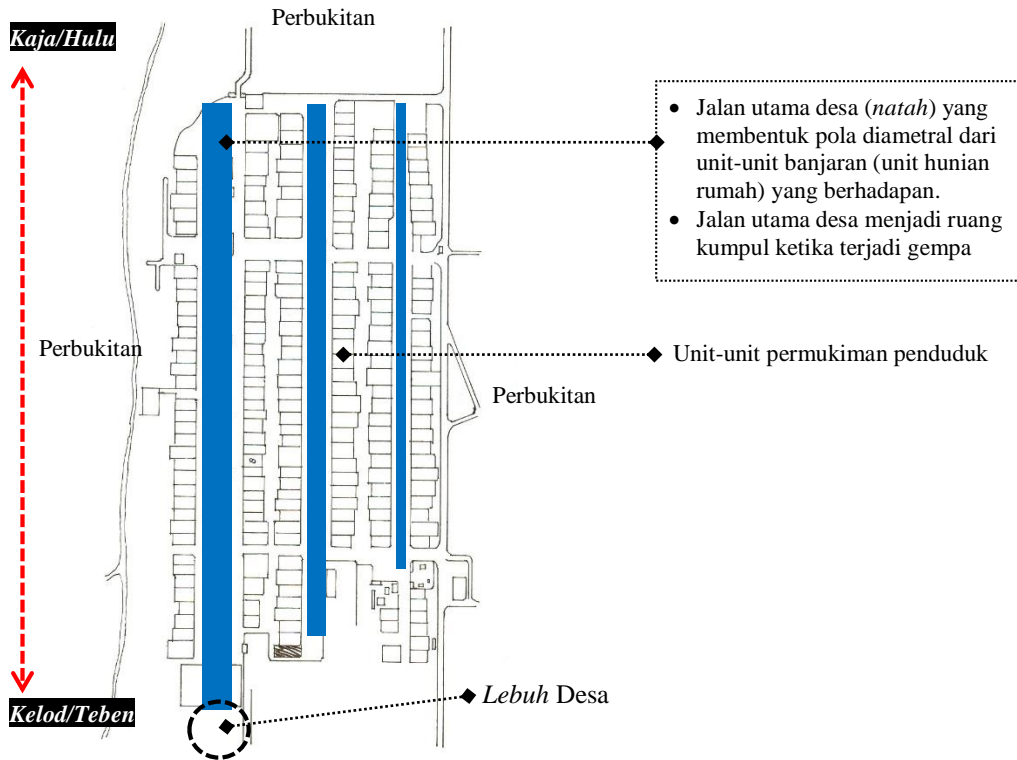 Perbukitan
Kaja/Hulu
• Jalan utama desa (natah) yang
membentuk pola diametral dari
unit-unit banjaran (unit hunian
rumah) yang berhadapan.
• Jalan utama desa menjadi ruang
kumpul ketika terjadi gempa
Perbukitan
Unit-unit permukiman penduduk
Perbukitan
Lebuh Desa
Kelod/Teben